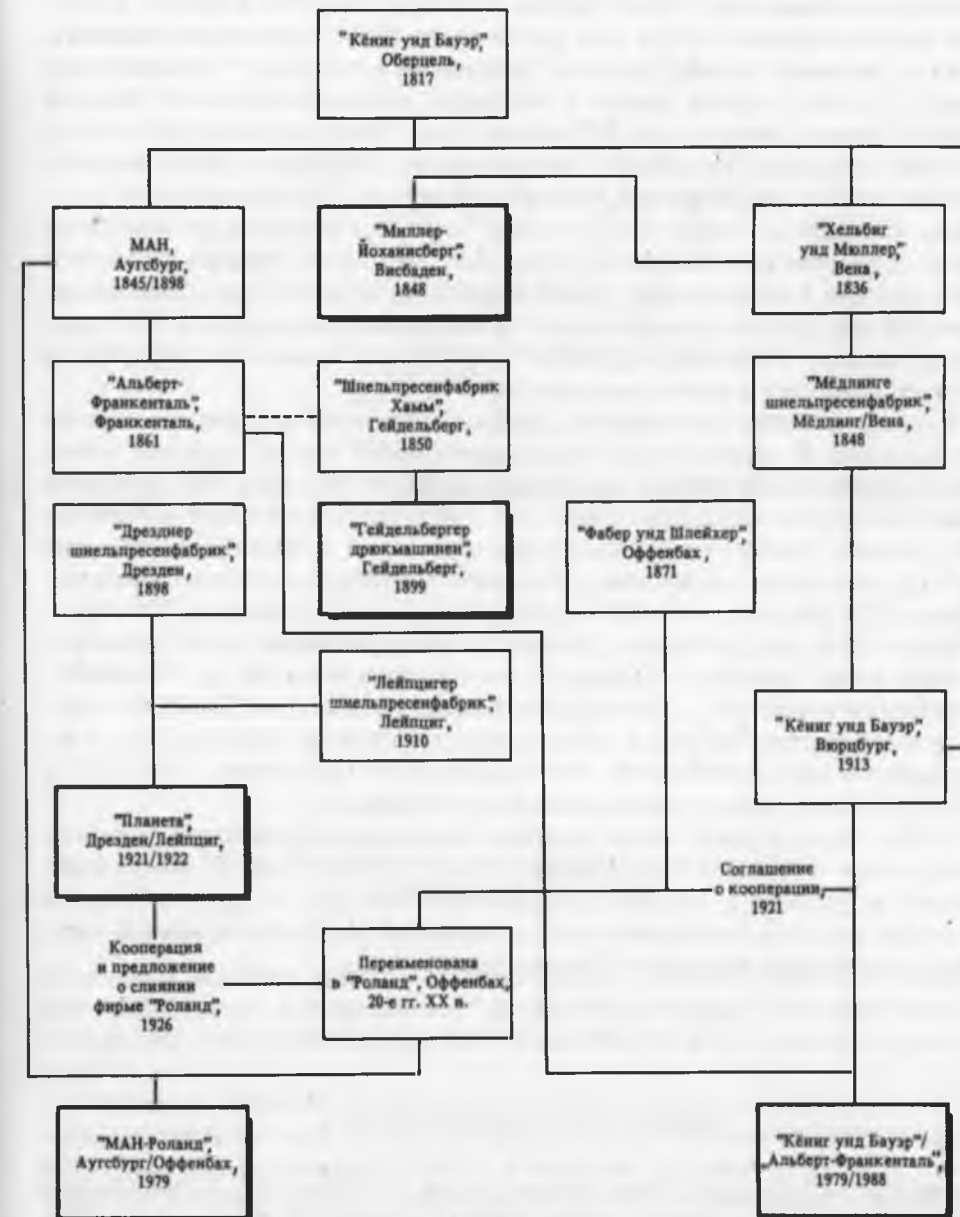 "Кёниг унд Бауэр",
Оберцель,
1817
МАН,
Аугсбург,
1845/1898
"Миллер-
Йоханисберг",
Висбаден,
1848
"Хельбиг
унд Мюллер",
Вена,
1836
"Альберт-
Франкенталь",
Франкенталь,
1861
"Шнельпресенфабрик
Хамм",
Гейдельберг,
1850
"Мёдлинге
шнельпресенфабрик",
Мёдлинг/Вена,
1848
"Дрезднер
шнельпресенфабрик",
Дрезден,
1898
"Гейдельбергер
дрюкмашинен",
Гейдельберг,
1899
"Фабер унд Шлейхер",
Оффенбах,
1871
"Лейпцигер
шмельпресенфабрик",
Лейпциг,
1910
"Кёниг унд Бауэр",
Вюрцбург,
1913
"Планета",
Дрезден/Лейпциг,
1921/1922
Соглашение
о кооперации,
1921
Кооперация
и предложение
о слиянии
фирме "Роланд",
1926
Переименована
в "Роланд", Оффенбах,
20-е гг. XX в.
"МАН-Роланд",
Аугсбург/Оффенбах,
1979
"Кёниг унд Бауэр"/
"Альберт-Франкенталь",
1979/1988